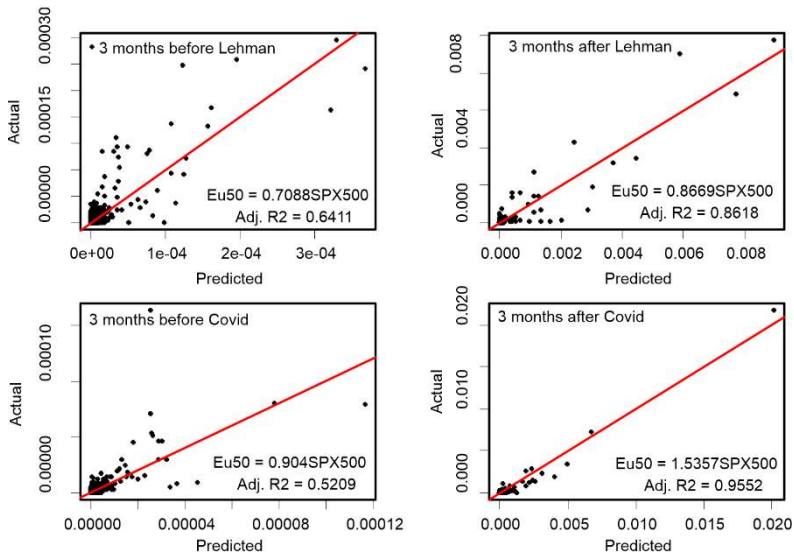 3 months before Lehman
Actual
0.00000
0.00015
0.00030
Eu50 = 0.7088SPX500
Adj. R2 = 0.6411
0e+00
1e-04
3e-04
Predicted
3 months after Lehman
Actual
0.000
0.004
0.008
Eu50 = 0.8669SPX500
Adj. R2 = 0.8618
0.000
0.002
0.004
0.006
0.008
Predicted
3 months before Covid
Actual
0.00000
0.00010
Eu50 = 0.904SPX500
Adj. R2 = 0.5209
0.00000
0.00004
0.00008
0.00012
Predicted
3 months after Covid
Actual
0.000
0.010
0.020
Eu50 = 1.5357SPX500
Adj. R2 = 0.9552
0.000
0.005
0.010
0.015
0.020
Predicted